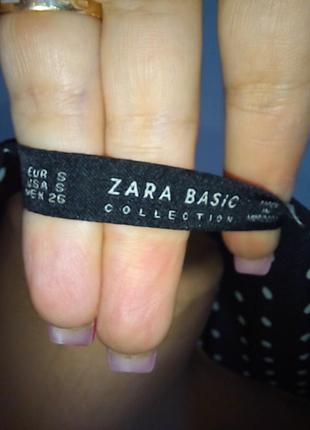 EUR S
USA S
MEX 26
ZARA BASIC
COLLECTION